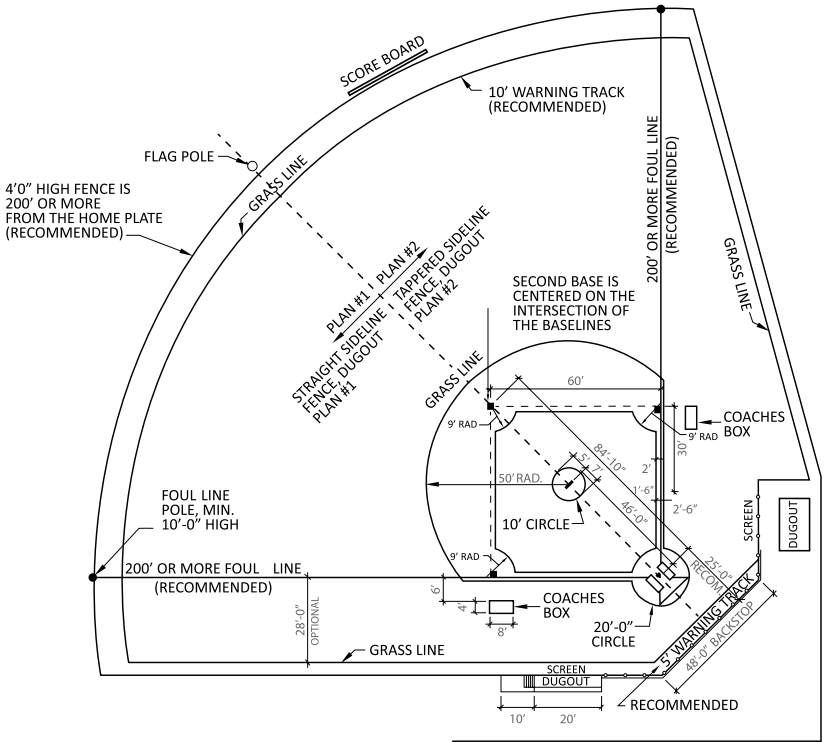 SCORE BOARD
10' WARNING TRACK
(RECOMMENDED)
FLAG POLE
GRASS LINE
4'0" HIGH FENCE IS
200' OR MORE
FROM THE HOME PLATE
(RECOMMENDED)
200' OR MORE FOUL LINE
(RECOMMENDED)
PLAN #1
PLAN #2
TAPPERED SIDELINE
FENCE, DUGOUT
PLAN #2
STRAIGHT SIDELINE
FENCE, DUGOUT
PLAN #1
GRASS LINE
SECOND BASE IS
CENTERED ON THE
INTERSECTION OF
THE BASELINES
GRASS LINE
60'
9' RAD
9' RAD
30'
COACHES
BOX
84'-10"
5'
7'
2'
50' RAD.
1'-6"
46'-0"
2'-6"
10' CIRCLE
FOUL LINE
POLE, MIN.
10'-0" HIGH
SCREEN
DUGOUT
9' RAD
25'-0"
RECOM.
200' OR MORE FOUL LINE
(RECOMMENDED)
6'
4'
8'
COACHES
BOX
20'-0"
CIRCLE
28'-0"
OPTIONAL
5' WARNING TRACK
48'-0" BACKSTOP
GRASS LINE
SCREEN
DUGOUT
RECOMMENDED
10'
20'